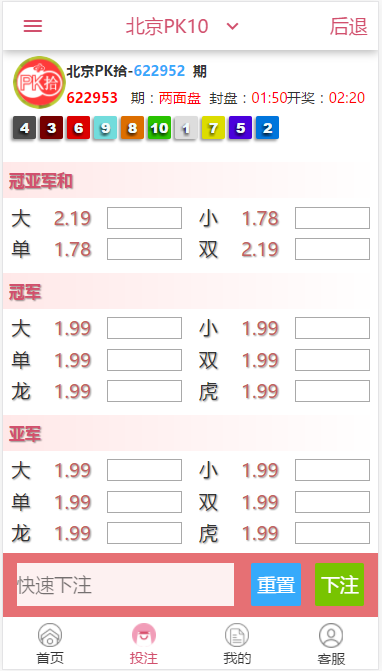 北京PK10 后退
PK拾
北京PK拾-622952 期
622953 期：两面盘 封盘：01:50开奖：02:20
4 3 6 9 8 10 1 7 5 2
冠亚军和
大 2.19 小 1.78
单 1.78 双 2.19
冠军
大 1.99 小 1.99
单 1.99 双 1.99
龙 1.99 虎 1.99
亚军
大 1.99 小 1.99
单 1.99 双 1.99
龙 1.99 虎 1.99
快速下注 重置 下注
首页 投注 我的 客服